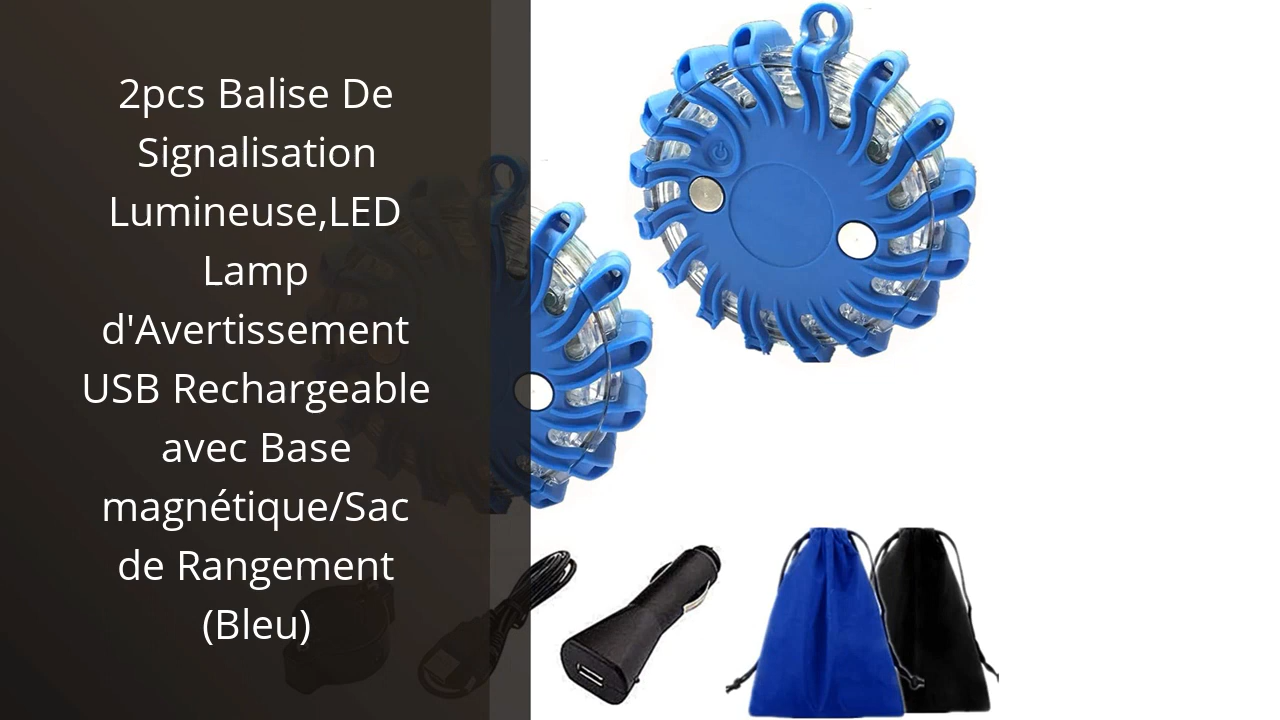 2pcs Balise De
Signalisation
Lumineuse,LED
Lamp
d'Avertissement
USB Rechargeable
avec Base
magnétique/Sac
de Rangement
(Bleu)